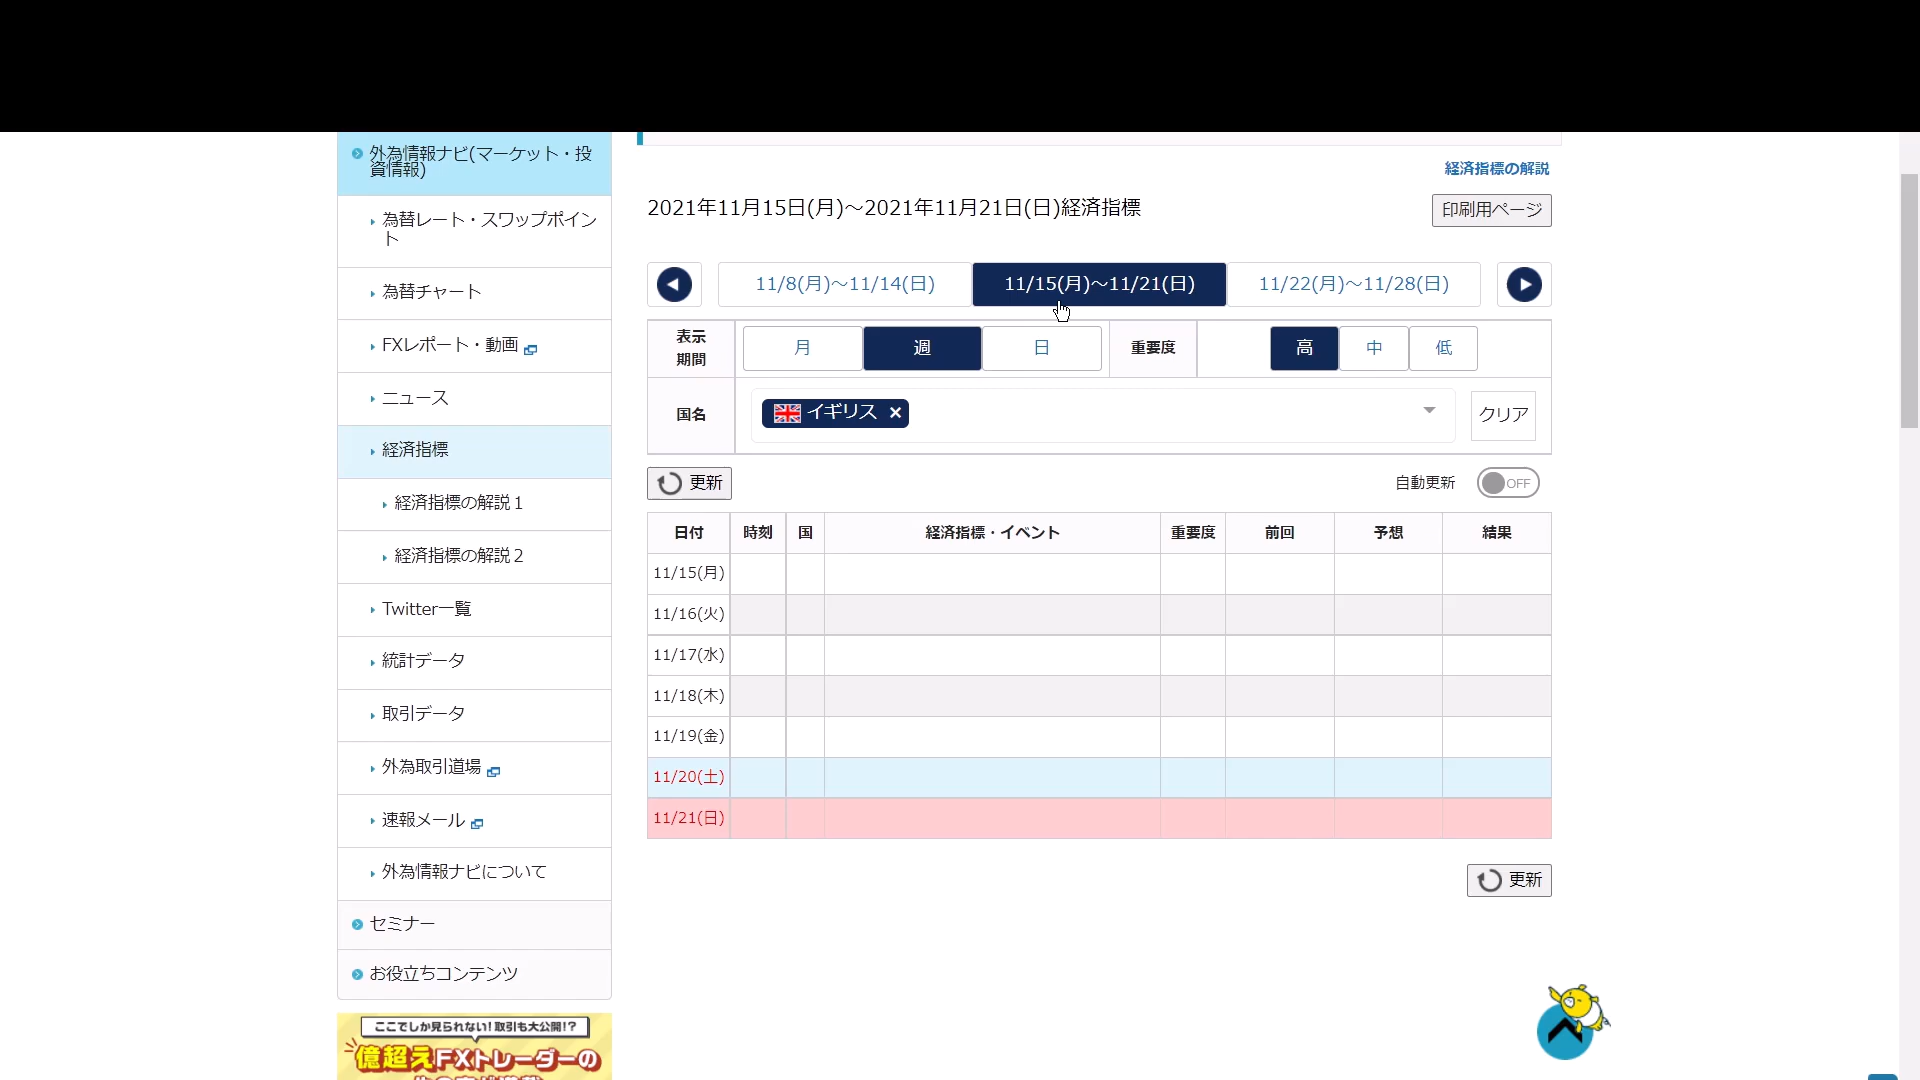 外為情報ナビ(マーケット・投
資情報)
為替レート・スワップポイン
ト
為替チャート
FXレポート・動画
ニュース
経済指標
経済指標の解説1
経済指標の解説2
Twitter一覧
統計データ
取引データ
外為取引道場
速報メール
外為情報ナビについて
セミナー
お役立ちコンテンツ
ここでしか見られない!取引も大公開!?
億超えFXトレーダーの
経済指標の解説
2021年11月15日(月)～2021年11月21日(日)経済指標
印刷用ページ
11/8(月)～11/14(日) 11/15(月)～11/21(日) 11/22(月)～11/28(日)
表示
期間
月 週 日 重要度 高 中 低
国名 イギリス × クリア
更新 自動更新 OFF
日付 時刻 国 経済指標・イベント 重要度 前回 予想 結果
11/15(月)
11/16(火)
11/17(水)
11/18(木)
11/19(金)
11/20(土)
11/21(日)
更新